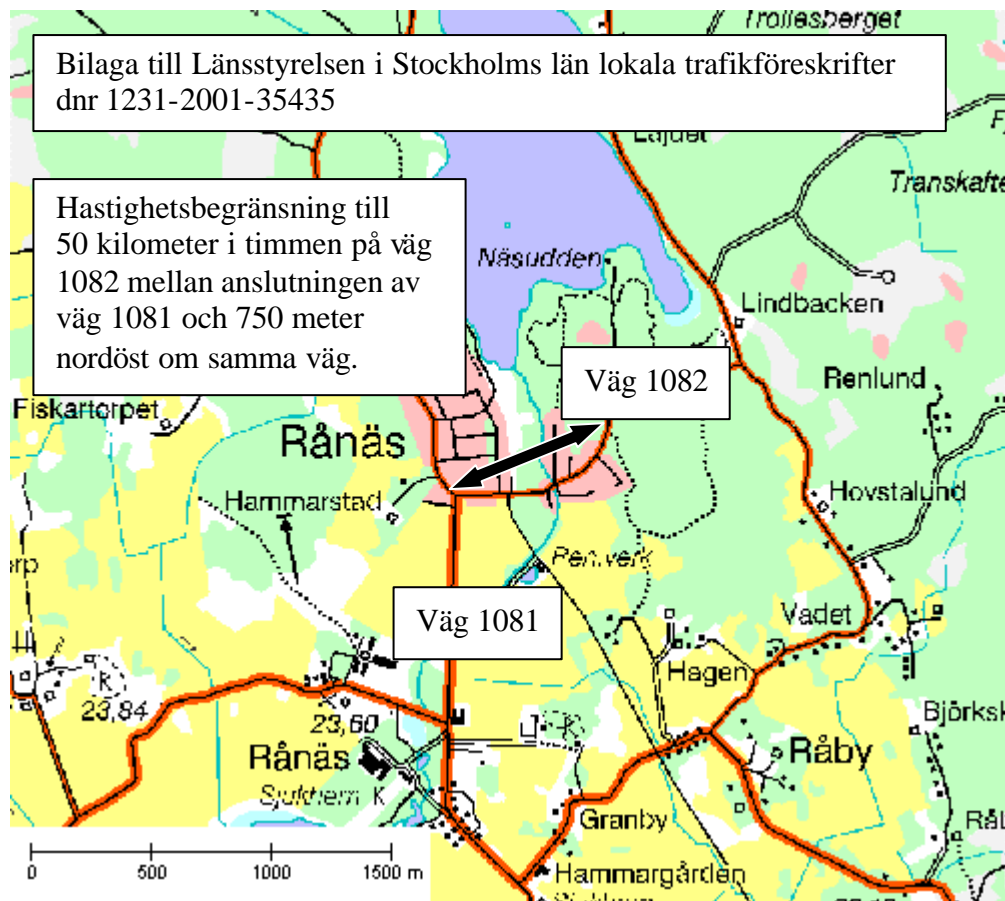 Trollesberget
Bilaga till Länsstyrelsen i Stockholms län lokala trafikföreskrifter
dnr 1231-2001-35435
Transkafte
Hastighetsbegränsning till
50 kilometer i timmen på väg
1082 mellan anslutningen av
väg 1081 och 750 meter
nordöst om samma väg.
Näsudden
Lindbacken
Väg 1082
Renlund
Fiskartorpet
Rånäs
Hammarstad
Hovstalund
Väg 1081
Vadet
Hagen
K
23,84
23,60
K
Björksk
Rånäs
Råby
Sjukhem K
Granby
0 500 1000 1500 m
Hammargården